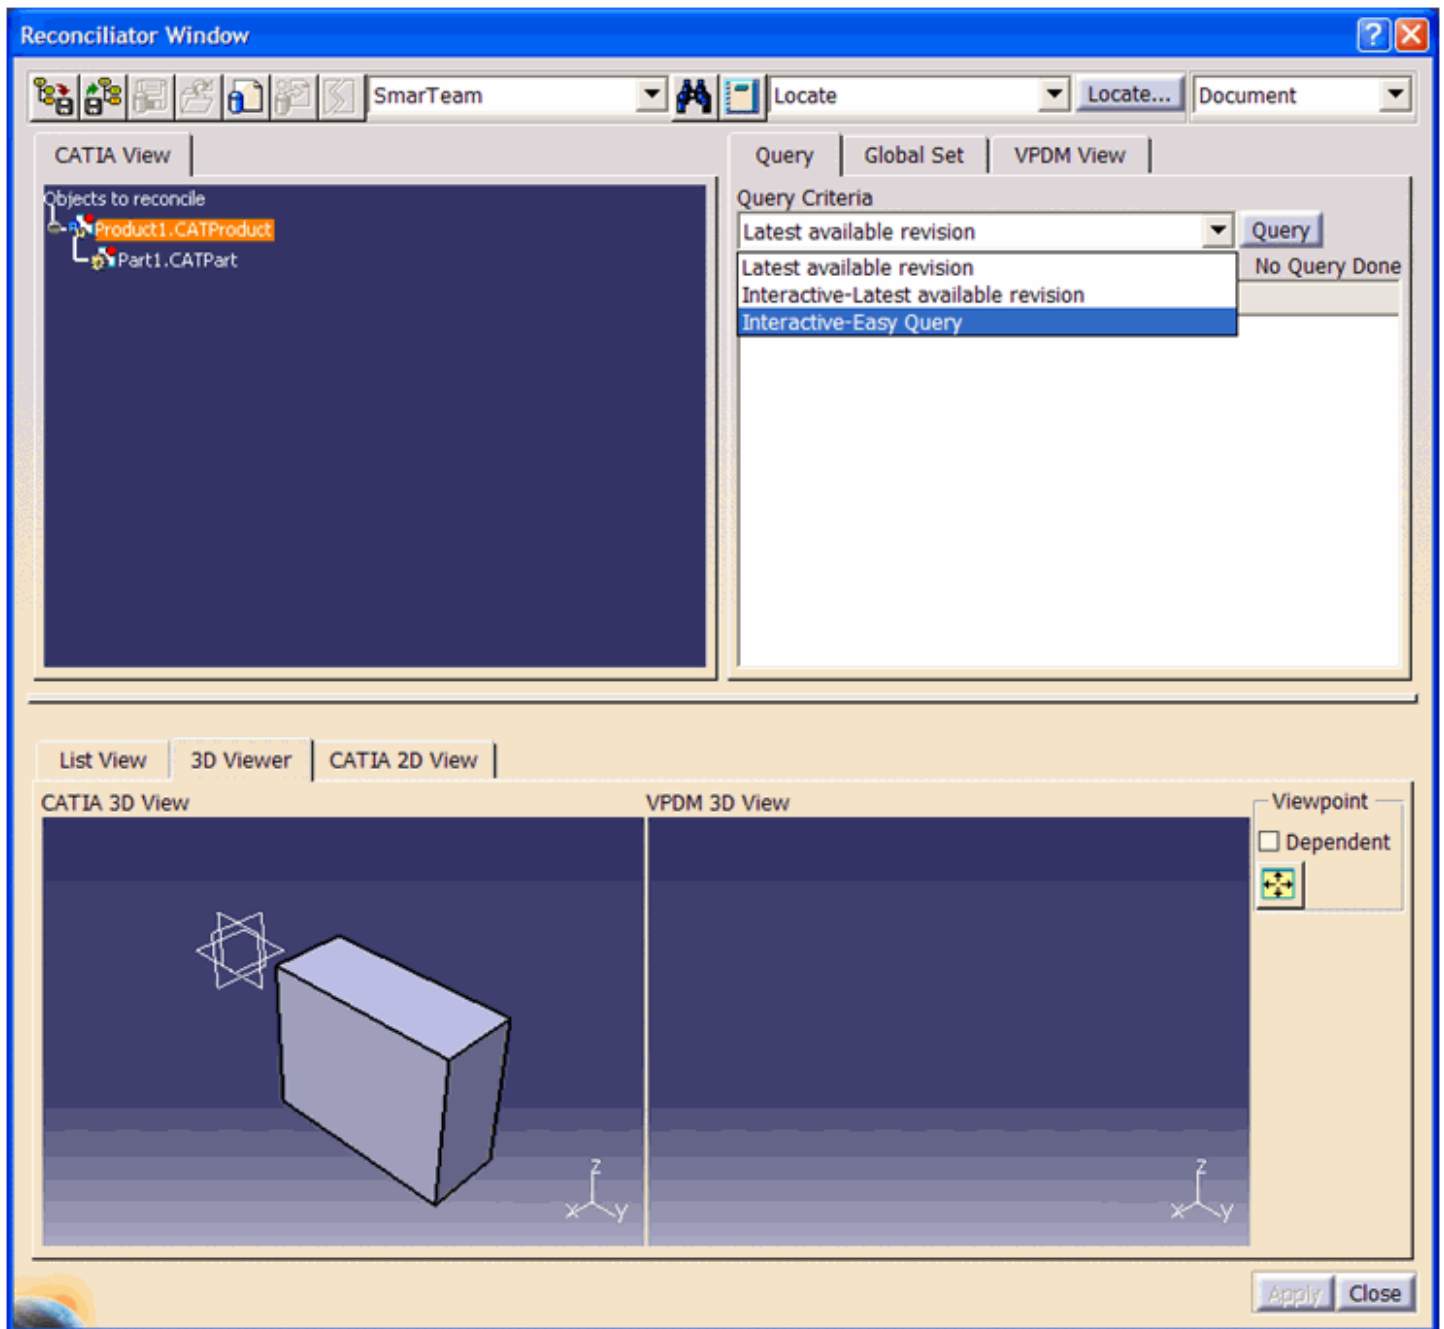 Reconciliator Window
SmarTeam
Locate
Locate...
Document
CATIA View
Objects to reconcile
Product1.CATProduct
Part1.CATPart
Query
Global Set
VPDM View
Query Criteria
Latest available revision
Query
Latest available revision
No Query Done
Interactive-Latest available revision
Interactive-Easy Query
List View
3D Viewer
CATIA 2D View
CATIA 3D View
VPDM 3D View
Viewpoint
Dependent
z
x
y
z
x
y
Apply
Close